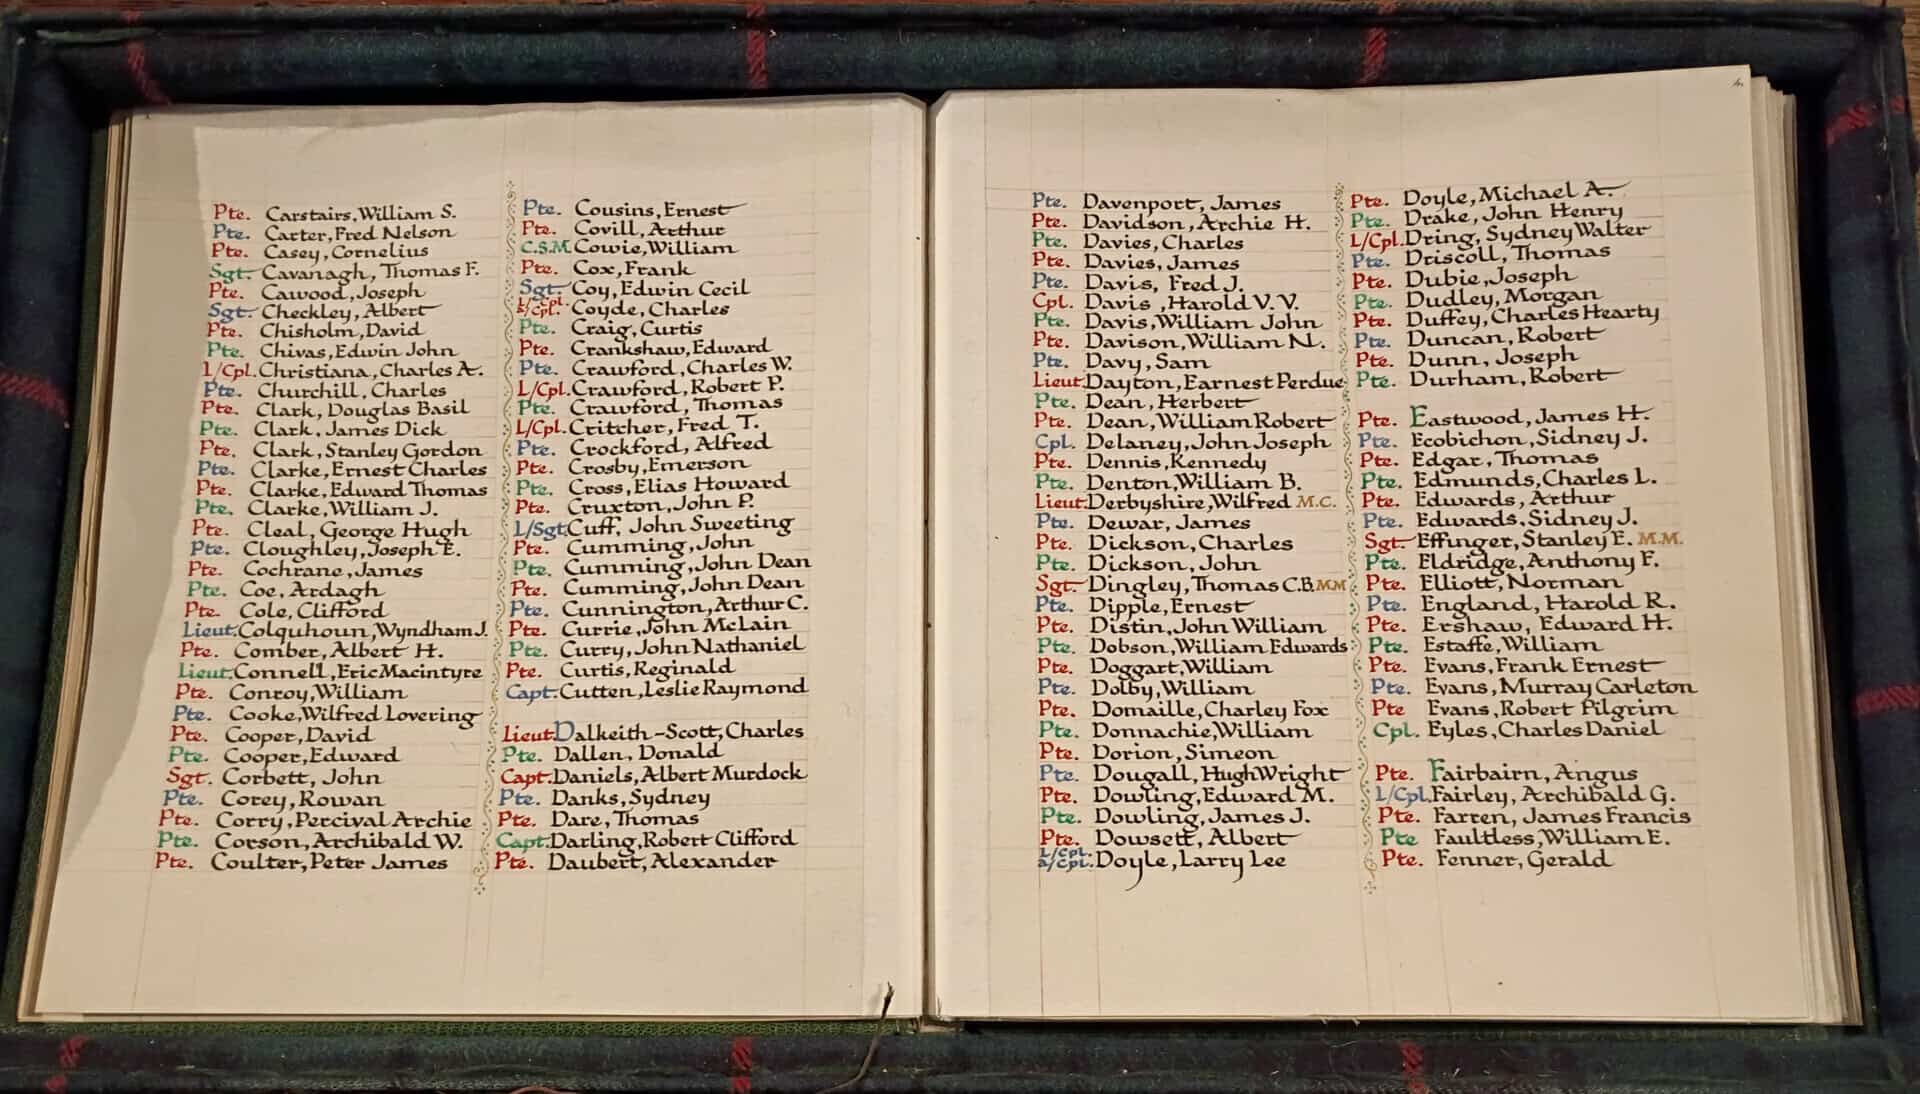 Pte. Carstairs, William S.
Pte. Carter, Fred Nelson
Pte. Casey, Cornelius
Sgt. Cavanagh, Thomas F.
Pte. Cawood, Joseph
Sgt. Checkley, Albert
Pte. Chisholm, David
Pte. Chivas, Edwin John
L/Cpl. Christiana, Charles A.
Pte. Churchill, Charles
Pte. Clark, Douglas Basil
Pte. Clark, James Dick
Pte. Clark, Stanley Gordon
Pte. Clarke, Ernest Charles
Pte. Clarke, Edward Thomas
Pte. Clarke, William J.
Pte. Cleal, George Hugh
Pte. Cloughley, Joseph E.
Pte. Cochrane, James
Pte. Coe, Ardagh
Pte. Cole, Clifford
Lieut. Colquhoun, Wyndham J.
Pte. Comber, Albert H.
Lieut. Connell, Eric Macintyre
Pte. Conroy, William
Pte. Cooke, Wilfred Lovering
Pte. Cooper, David
Pte. Cooper, Edward
Sgt. Corbett, John
Pte. Corey, Rowan
Pte. Corry, Percival Archie
Pte. Corson, Archibald W.
Pte. Coulter, Peter James
Pte. Cousins, Ernest
Pte. Covill, Arthur
C.S.M. Cowie, William
Pte. Cox, Frank
Sgt. Coy, Edwin Cecil
L/Cpl. a/Cpl. Coyde, Charles
Pte. Craig, Curtis
Pte. Crankshaw, Edward
Pte. Crawford, Charles W.
L/Cpl. Crawford, Robert P.
Pte. Crawford, Thomas
L/Cpl. Critcher, Fred T.
Pte. Crockford, Alfred
Pte. Crosby, Emerson
Pte. Cross, Elias Howard
Pte. Cruxton, John P.
L/Sgt. Cuff, John Sweeting
Pte. Cumming, John
Pte. Cumming, John Dean
Pte. Cumming, John Dean
Pte. Cunnington, Arthur C.
Pte. Currie, John McLain
Pte. Curry, John Nathaniel
Pte. Curtis, Reginald
Capt. Cutten, Leslie Raymond
Lieut. Dalkeith-Scott, Charles
Pte. Dallen, Donald
Capt. Daniels, Albert Murdock
Pte. Danks, Sydney
Pte. Dare, Thomas
Capt. Darling, Robert Clifford
Pte. Daubert, Alexander
4.
Pte. Davenport, James
Pte. Davidson, Archie H.
Pte. Davies, Charles
Pte. Davies, James
Pte. Davis, Fred J.
Cpl. Davis, Harold V. V.
Pte. Davis, William John
Pte. Davison, William N.
Pte. Davy, Sam
Lieut. Dayton, Earnest Perdue
Pte. Dean, Herbert
Pte. Dean, William Robert
Cpl. Delaney, John Joseph
Pte. Dennis, Kennedy
Pte. Denton, William B.
Lieut. Derbyshire, Wilfred M.C.
Pte. Dewar, James
Pte. Dickson, Charles
Pte. Dickson, John
Sgt. Dingley, Thomas C.B. MM
Pte. Dipple, Ernest
Pte. Distin, John William
Pte. Dobson, William Edwards
Pte. Doggart, William
Pte. Dolby, William
Pte. Domaille, Charley Fox
Pte. Donnachie, William
Pte. Dorion, Simeon
Pte. Dougall, Hugh Wright
Pte. Dowling, Edward M.
Pte. Dowling, James J.
Pte. Dowsett, Albert
L/Cpl. a/Cpl. Doyle, Larry Lee
Pte. Doyle, Michael A.
Pte. Drake, John Henry
L/Cpl. Dring, Sydney Walter
Pte. Driscoll, Thomas
Pte. Dubie, Joseph
Pte. Dudley, Morgan
Pte. Duffey, Charles Hearty
Pte. Duncan, Robert
Pte. Dunn, Joseph
Pte. Durham, Robert
Pte. Eastwood, James H.
Pte. Ecobichon, Sidney J.
Pte. Edgar, Thomas
Pte. Edmunds, Charles L.
Pte. Edwards, Arthur
Pte. Edwards, Sidney J.
Sgt. Effinger, Stanley E. M.M.
Pte. Eldridge, Anthony F.
Pte. Elliott, Norman
Pte. England, Harold R.
Pte. Ershaw, Edward H.
Pte. Estaffe, William
Pte. Evans, Frank Ernest
Pte. Evans, Murray Carleton
Pte Evans, Robert Pilgrim
Cpl. Eyles, Charles Daniel
Pte. Fairbairn, Angus
L/Cpl. Fairley, Archibald G.
Pte. Farren, James Francis
Pte Faultless, William E.
Pte. Fenner, Gerald